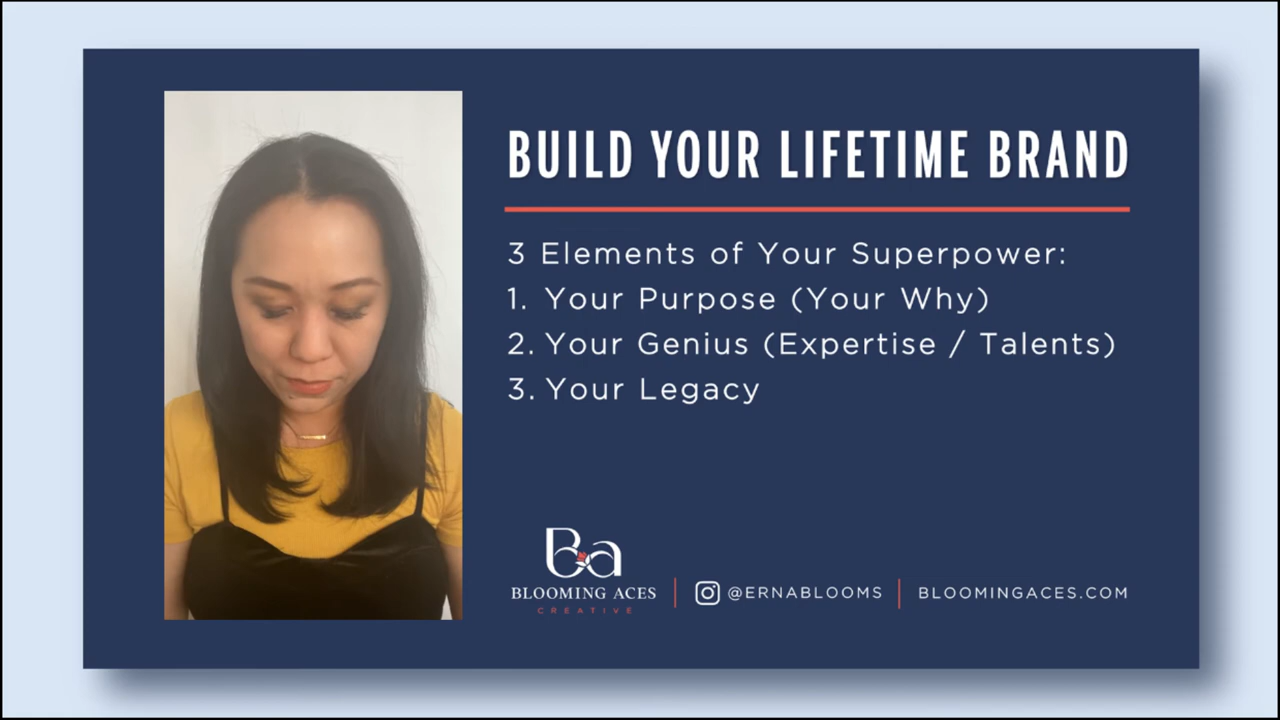 BUILD YOUR LIFETIME BRAND
3 Elements of Your Superpower:
1. Your Purpose (Your Why)
2. Your Genius (Expertise / Talents)
3. Your Legacy
Ba
BLOOMING ACES
CREATIVE
@ERNABLOOMS
BLOOMINGACES.COM